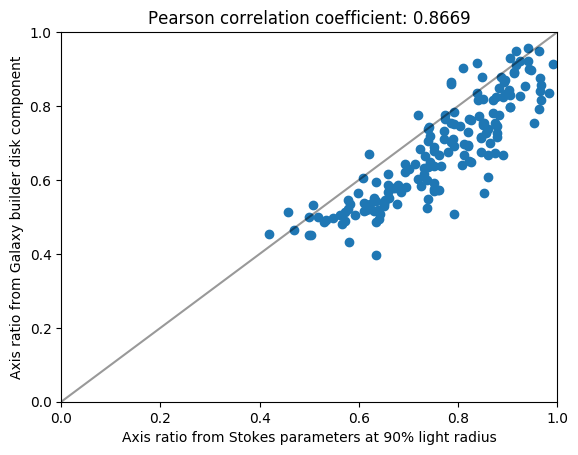 Pearson correlation coefficient: 0.8669
1.0
0.8
0.6
0.4
0.2
0.0
Axis ratio from Galaxy builder disk component
0.0 0.2 0.4 0.6 0.8 1.0
Axis ratio from Stokes parameters at 90% light radius